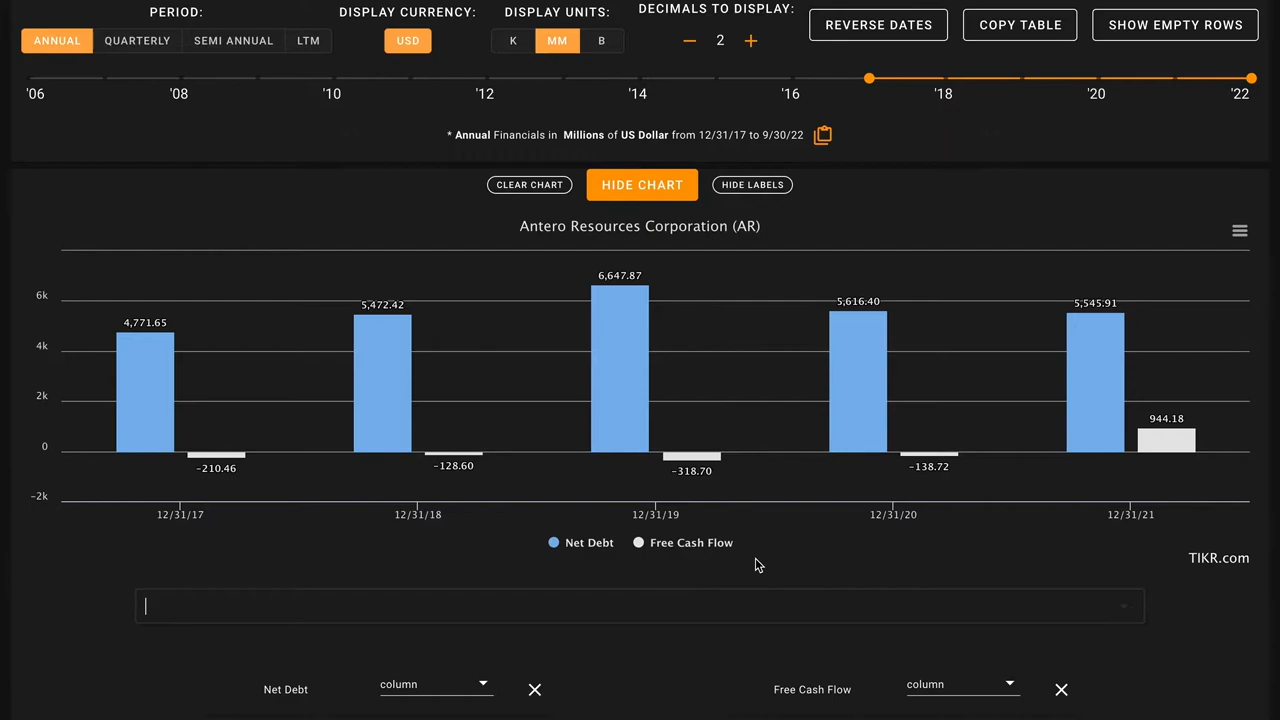 PERIOD:
DISPLAY CURRENCY:
DISPLAY UNITS:
DECIMALS TO DISPLAY:
ANNUAL QUARTERLY SEMI ANNUAL LTM
USD
K MM B
2
REVERSE DATES
COPY TABLE
SHOW EMPTY ROWS
'06 '08 '10 '12 '14 '16 '18 '20 '22
* Annual Financials in Millions of US Dollar from 12/31/17 to 9/30/22
CLEAR CHART
HIDE CHART
HIDE LABELS
Antero Resources Corporation (AR)
6k
4k
2k
0
-2k
4,771.65
5,472.42
6,647.87
5,616.40
5,545.91
-210.46
-128.60
-318.70
-138.72
944.18
12/31/17 12/31/18 12/31/19 12/31/20 12/31/21
Net Debt Free Cash Flow
TIKR.com
Net Debt column
Free Cash Flow column